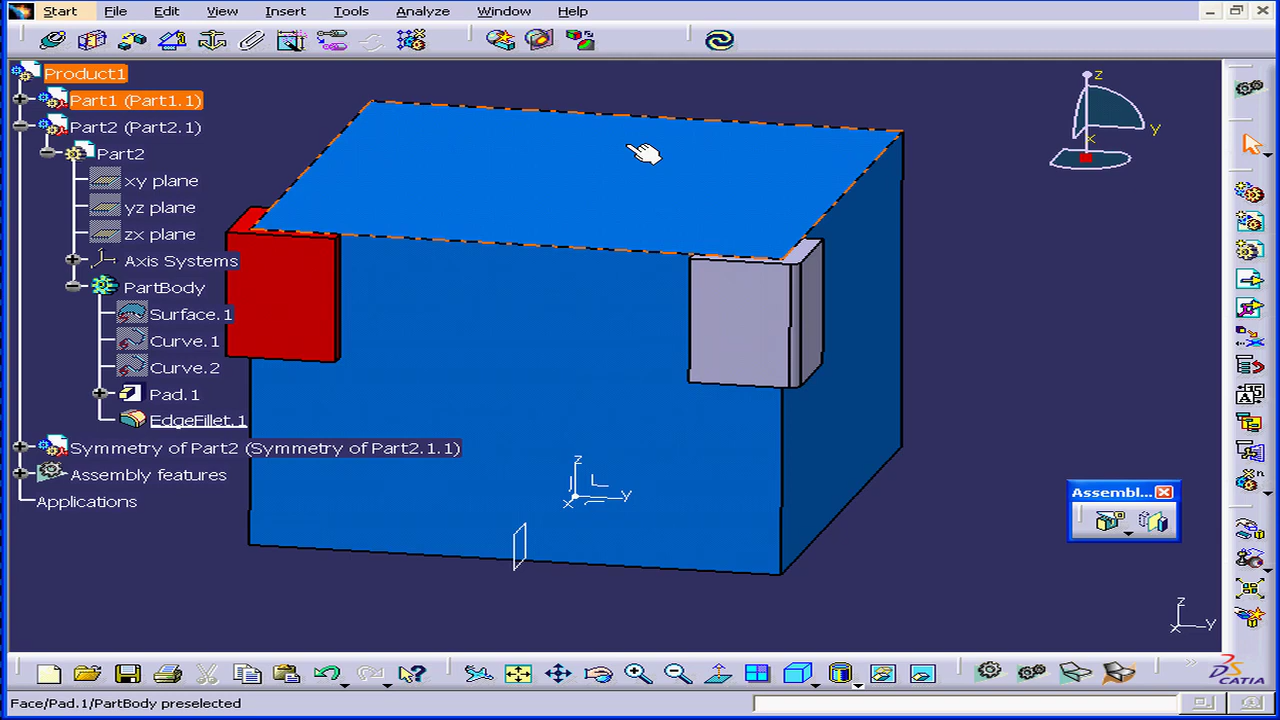 Start File Edit View Insert Tools Analyze Window Help
Product1
Part1 (Part1.1)
Part2 (Part2.1)
Part2
xy plane
yz plane
zx plane
Axis Systems
PartBody
Surface.1
Curve.1
Curve.2
Pad.1
EdgeFillet.1
Symmetry of Part2 (Symmetry of Part2.1.1)
Assembly features
Applications
z
y
x
z
y
x
Assembl...
z
y
x
DS CATIA
Face/Pad.1/PartBody preselected